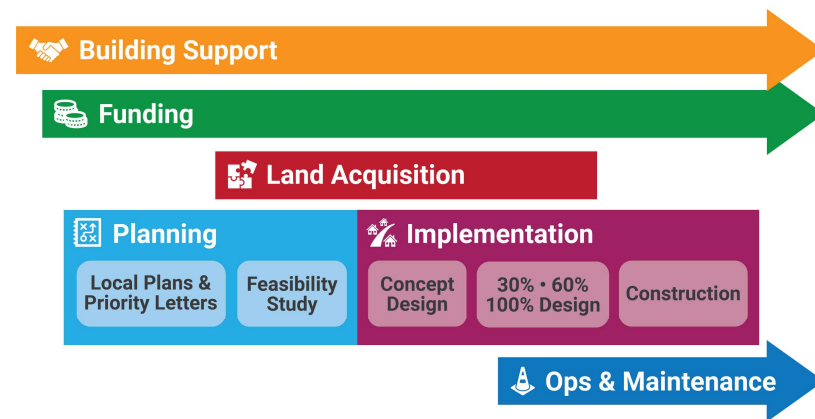 Building Support
Funding
Land Acquisition
Planning
Local Plans &
Priority Letters
Feasibility
Study
Implementation
Concept
Design
30% • 60%
100% Design
Construction
Ops & Maintenance